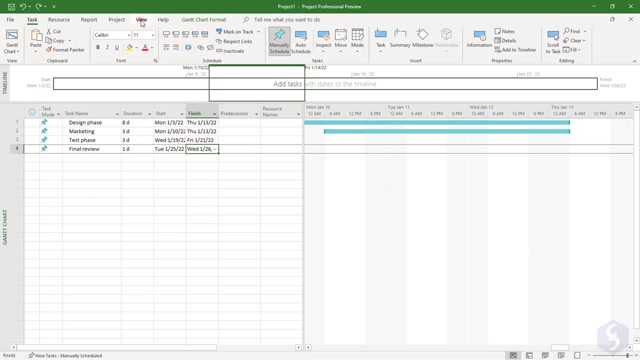 Project1 - Project Professional Preview
Task Resource Report Project View Help Gantt Chart Format Tell me what you want to do
Gantt Chart
Paste
Cut
Copy
Format Painter
Calibri 11
B I U
Mark on Track
Respect Links
Inactivate
Manually Schedule
Auto Schedule
Inspect
Move
Mode
Task
Summary
Milestone
Deliverable
Information
Notes
Details
Add to Timeline
Scroll to Task
Find
Clear
Fill
View Clipboard Font Schedule Tasks Insert Properties Editing
TIMELINE
Mon 1/10/22 Fri 1/14/22
Start
Mon 1/3/22
Jan 9, '22 Jan 16, '22 Jan 23, '22
Add tasks with dates to the timeline
Finish
Wed 1/26/22
Task Mode Task Name Duration Start Finish Predecessors Resource Names
Mon Jan 10 Tue Jan 11 Wed Jan 12 Thu Jan 13
12 AM 6 AM 12 PM 6 PM 12 AM 6 AM 12 PM 6 PM 12 AM 6 AM 12 PM 6 PM 12 AM 6 AM 12 PM 6 PM
1 Design phase 8 d Mon 1/3/22 Thu 1/13/22
2 Marketing 3 d Mon 1/10/22 Thu 1/13/22
3 Test phase 3 d Wed 1/19/22 Fri 1/21/22
4 Final review 1 d Tue 1/25/22 Wed 1/26,
GANTT CHART
Ready New Tasks : Manually Scheduled